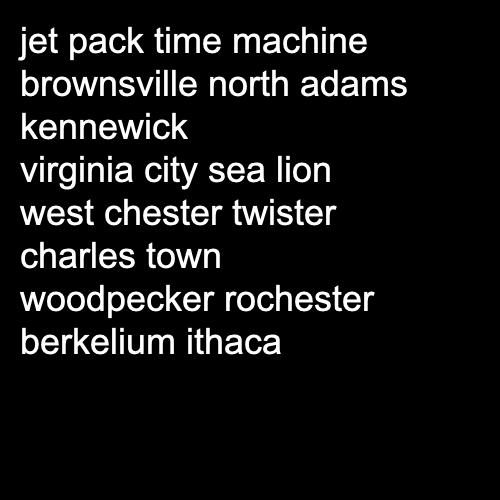 jet pack time machine
brownsville north adams
kennewick
virginia city sea lion
west chester twister
charles town
woodpecker rochester
berkelium ithaca